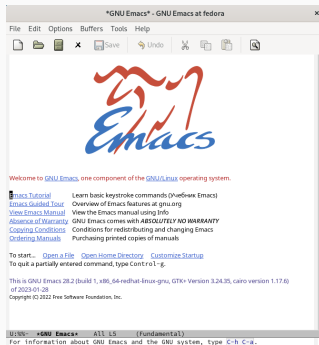 *GNU Emacs* - GNU Emacs at fedora
File Edit Options Buffers Tools Help
Save Undo
Emacs
Welcome to GNU Emacs, one component of the GNU/Linux operating system.
Emacs Tutorial Learn basic keystroke commands (Учебник Emacs)
Emacs Guided Tour Overview of Emacs features at gnu.org
View Emacs Manual View the Emacs manual using Info
Absence of Warranty GNU Emacs comes with ABSOLUTELY NO WARRANTY
Copying Conditions Conditions for redistributing and changing Emacs
Ordering Manuals Purchasing printed copies of manuals
To start... Open a File Open Home Directory Customize Startup
To quit a partially entered command, type Control-g.
This is GNU Emacs 28.2 (build 1, x86_64-redhat-linux-gnu, GTK+ Version 3.24.35, cairo version 1.17.6)
of 2023-01-28
Copyright (C) 2022 Free Software Foundation, Inc.
U:%%- *GNU Emacs* All L5 (Fundamental)
For information about GNU Emacs and the GNU system, type C-h C-a.